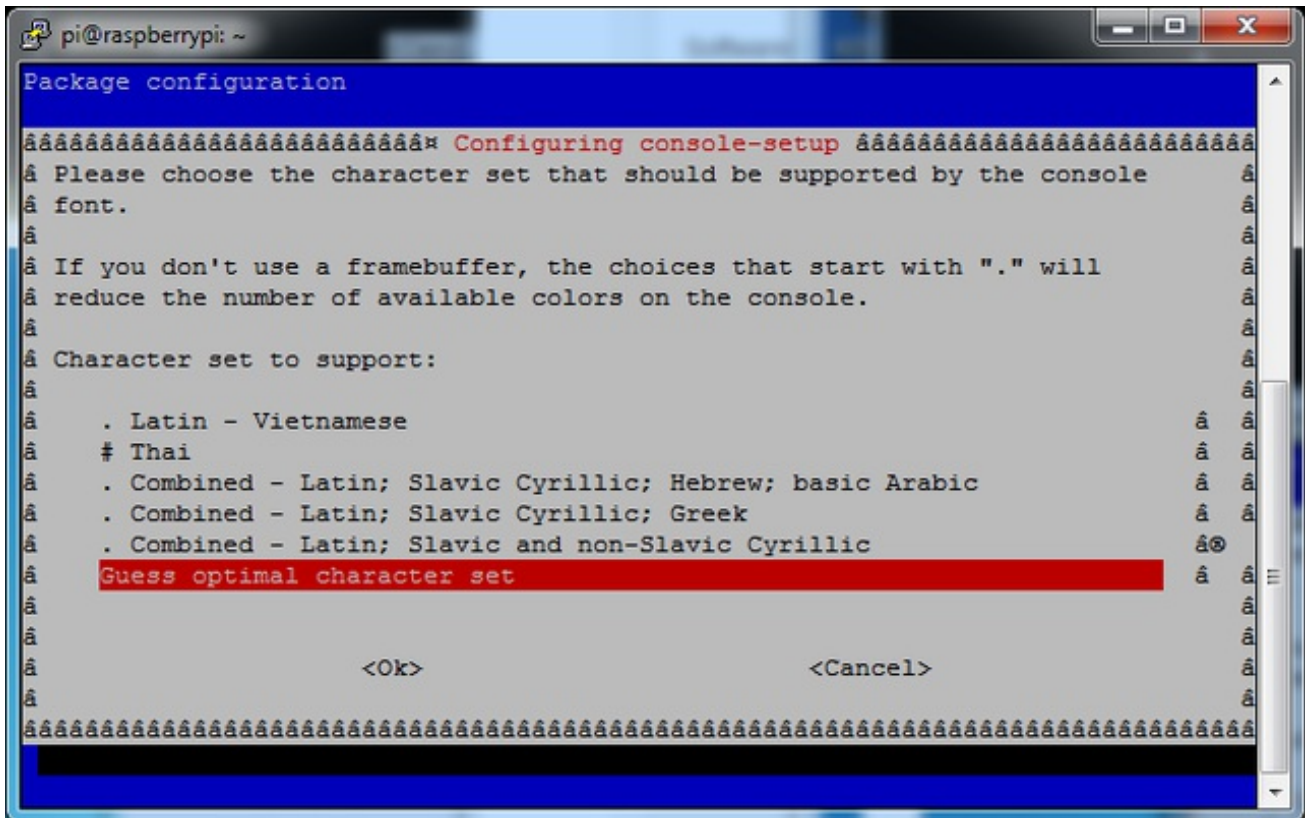 pi@raspberrypi: ~
Package configuration
ââââââââââââââââââââââââââ¤ Configuring console-setup ââââââââââââââââââââââââââ
â Please choose the character set that should be supported by the console â
â font. â
â â
â If you don't use a framebuffer, the choices that start with "." will â
â reduce the number of available colors on the console. â
â â
â Character set to support: â
â â
â . Latin - Vietnamese â â
â # Thai â â
â . Combined - Latin; Slavic Cyrillic; Hebrew; basic Arabic â â
â . Combined - Latin; Slavic Cyrillic; Greek â â
â . Combined - Latin; Slavic and non-Slavic Cyrillic â®
â Guess optimal character set â â
â â
â â
â <Ok> <Cancel> â
â â
ââââââââââââââââââââââââââââââââââââââââââââââââââââââââââââââââââââââââââââââââ